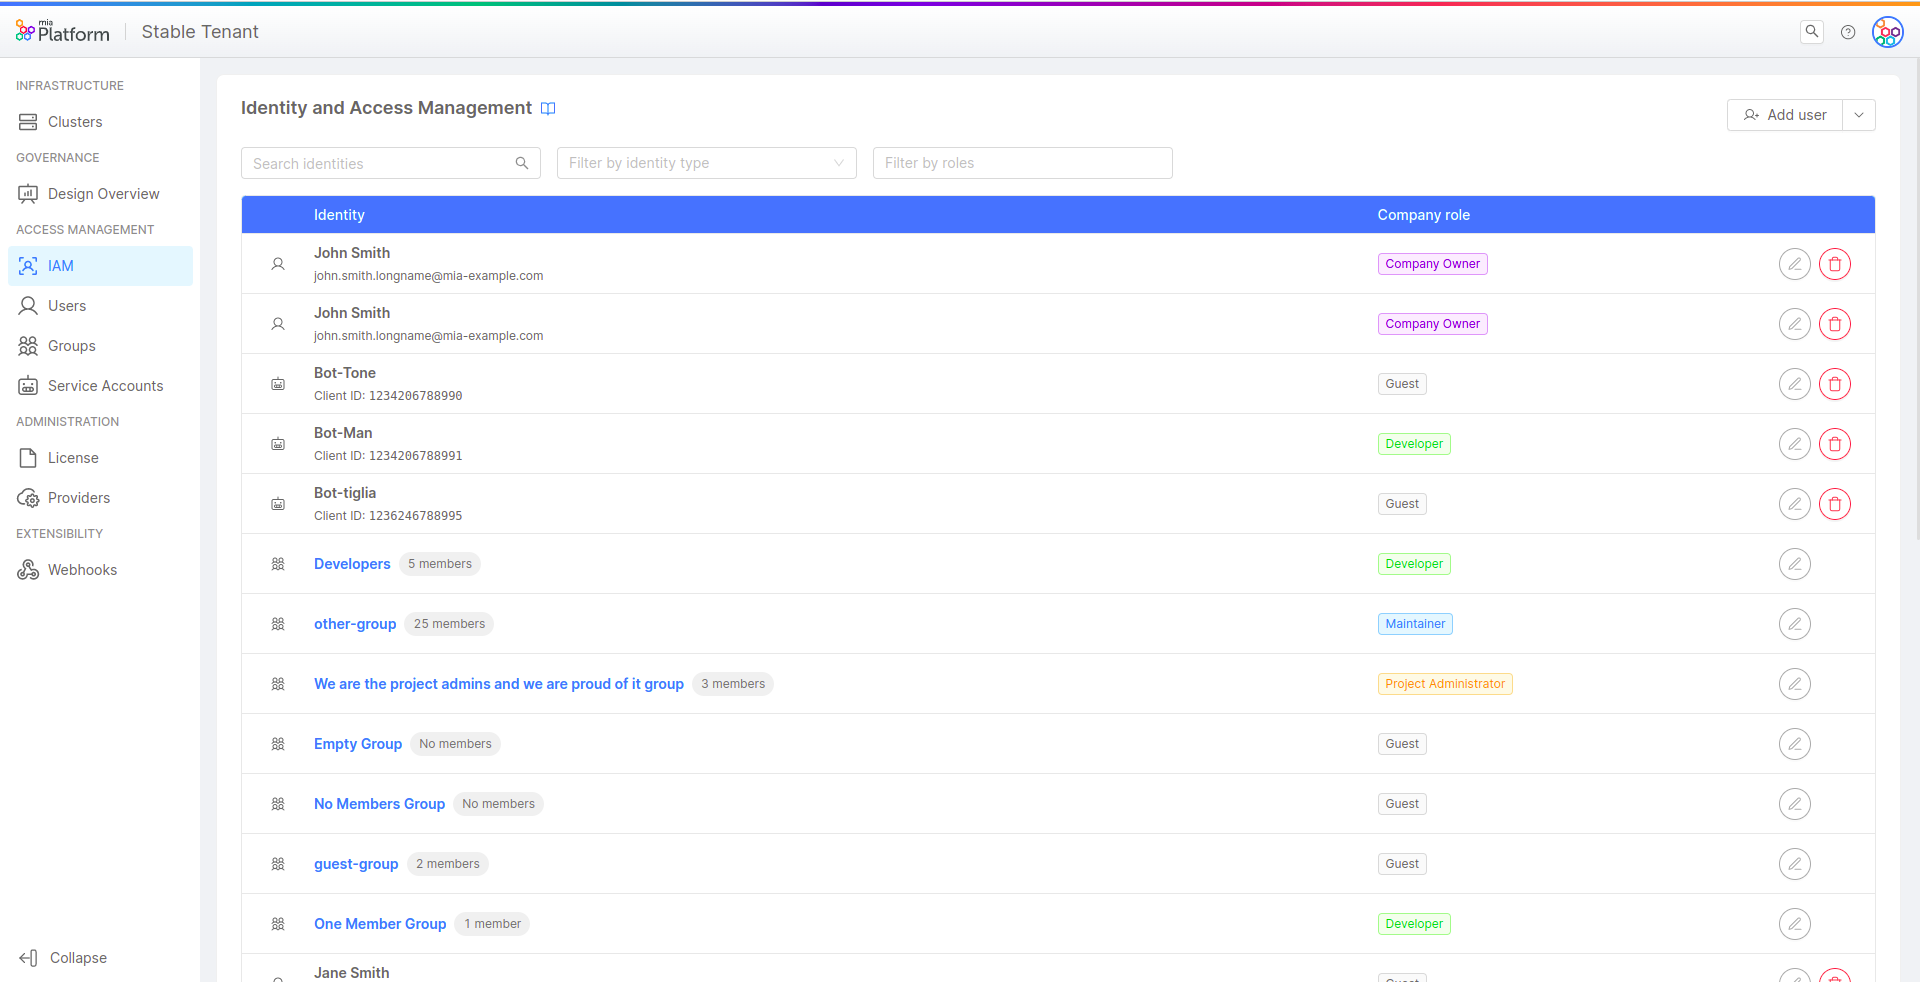 mia
Platform
Stable Tenant
INFRASTRUCTURE
Clusters
GOVERNANCE
Design Overview
ACCESS MANAGEMENT
IAM
Users
Groups
Service Accounts
ADMINISTRATION
License
Providers
EXTENSIBILITY
Webhooks
Collapse
Identity and Access Management
Add user
Search identities
Filter by identity type
Filter by roles
Identity Company role
John Smith
john.smith.longname@mia-example.com
Company Owner
John Smith
john.smith.longname@mia-example.com
Company Owner
Bot-Tone
Client ID: 1234206788990
Guest
Bot-Man
Client ID: 1234206788991
Developer
Bot-tiglia
Client ID: 1236246788995
Guest
Developers 5 members Developer
other-group 25 members Maintainer
We are the project admins and we are proud of it group 3 members Project Administrator
Empty Group No members Guest
No Members Group No members Guest
guest-group 2 members Guest
One Member Group 1 member Developer
Jane Smith
Guest